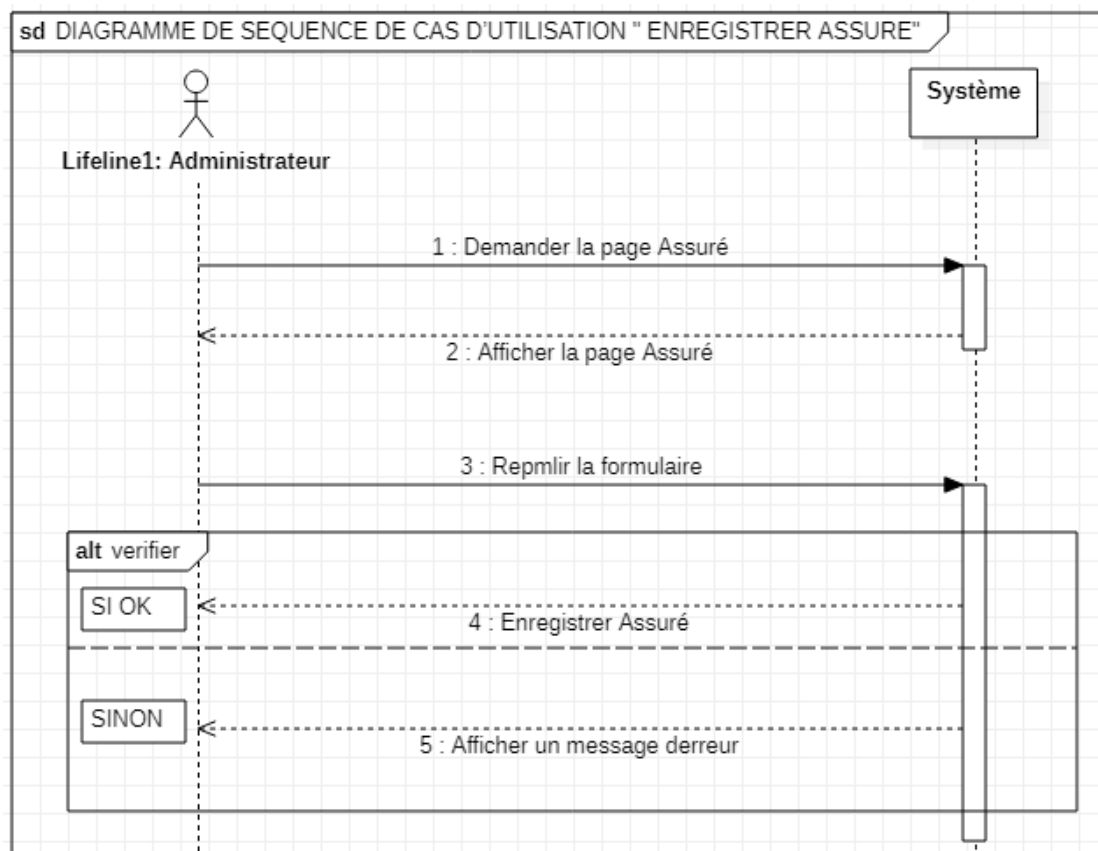 sd DIAGRAMME DE SEQUENCE DE CAS D'UTILISATION " ENREGISTRER ASSURE"
Système
Lifeline1: Administrateur
1 : Demander la page Assuré
2 : Afficher la page Assuré
3 : Repmlir la formulaire
alt verifier
SI OK
4 : Enregistrer Assuré
SINON
5 : Afficher un message derreur